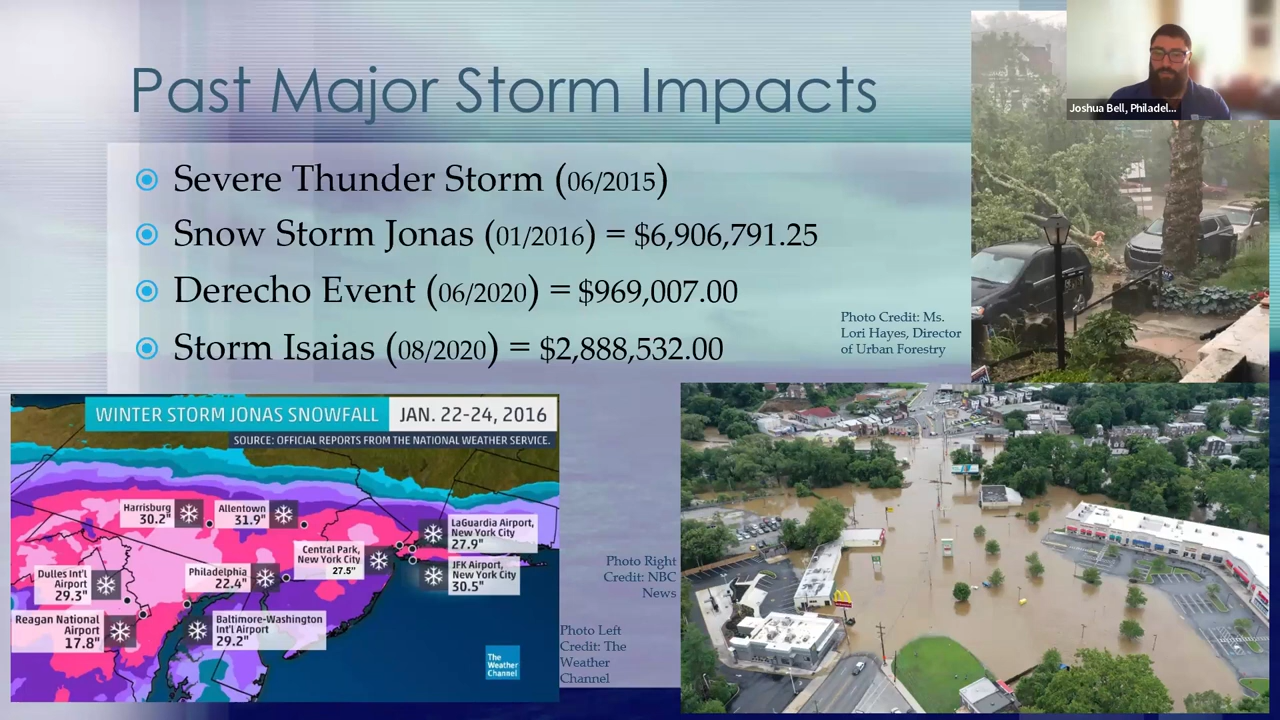 Past Major Storm Impacts
Joshua Bell, Philadel...
Severe Thunder Storm (06/2015)
Snow Storm Jonas (01/2016) = $6,906,791.25
Derecho Event (06/2020) = $969,007.00
Storm Isaias (08/2020) = $2,888,532.00
Photo Credit: Ms.
Lori Hayes, Director
of Urban Forestry
WINTER STORM JONAS SNOWFALL
JAN. 22-24, 2016
SOURCE: OFFICIAL REPORTS FROM THE NATIONAL WEATHER SERVICE.
Harrisburg
30.2"
Allentown
31.9"
LaGuardia Airport,
New York City
27.9"
Central Park,
New York City
27.5"
JFK Airport,
New York City
30.5"
Dulles Int'l
Airport
29.3"
Philadelphia
22.4"
Reagan National
Airport
17.8"
Baltimore-Washington
Int'l Airport
29.2"
The
Weather
Channel
Photo Right
Credit: NBC
News
Photo Left
Credit: The
Weather
Channel